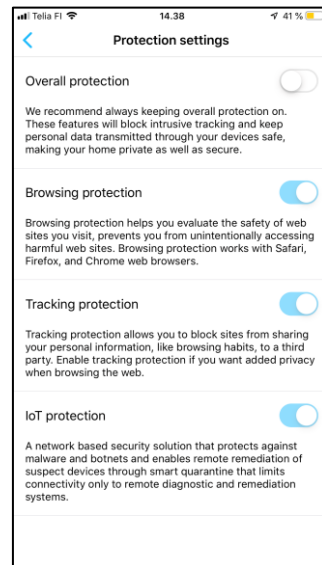 Telia FI 14.38 41 %
Protection settings
Overall protection
We recommend always keeping overall protection on.
These features will block intrusive tracking and keep
personal data transmitted through your devices safe,
making your home private as well as secure.
Browsing protection
Browsing protection helps you evaluate the safety of web
sites you visit, prevents you from unintentionally accessing
harmful web sites. Browsing protection works with Safari,
Firefox, and Chrome web browsers.
Tracking protection
Tracking protection allows you to block sites from sharing
your personal information, like browsing habits, to a third
party. Enable tracking protection if you want added privacy
when browsing the web.
IoT protection
A network based security solution that protects against
malware and botnets and enables remote remediation of
suspect devices through smart quarantine that limits
connectivity only to remote diagnostic and remediation
systems.